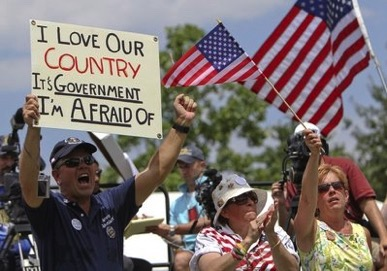 I LOVE OUR
COUNTRY
IT'S GOVERNMENT
I'M AFRAID OF